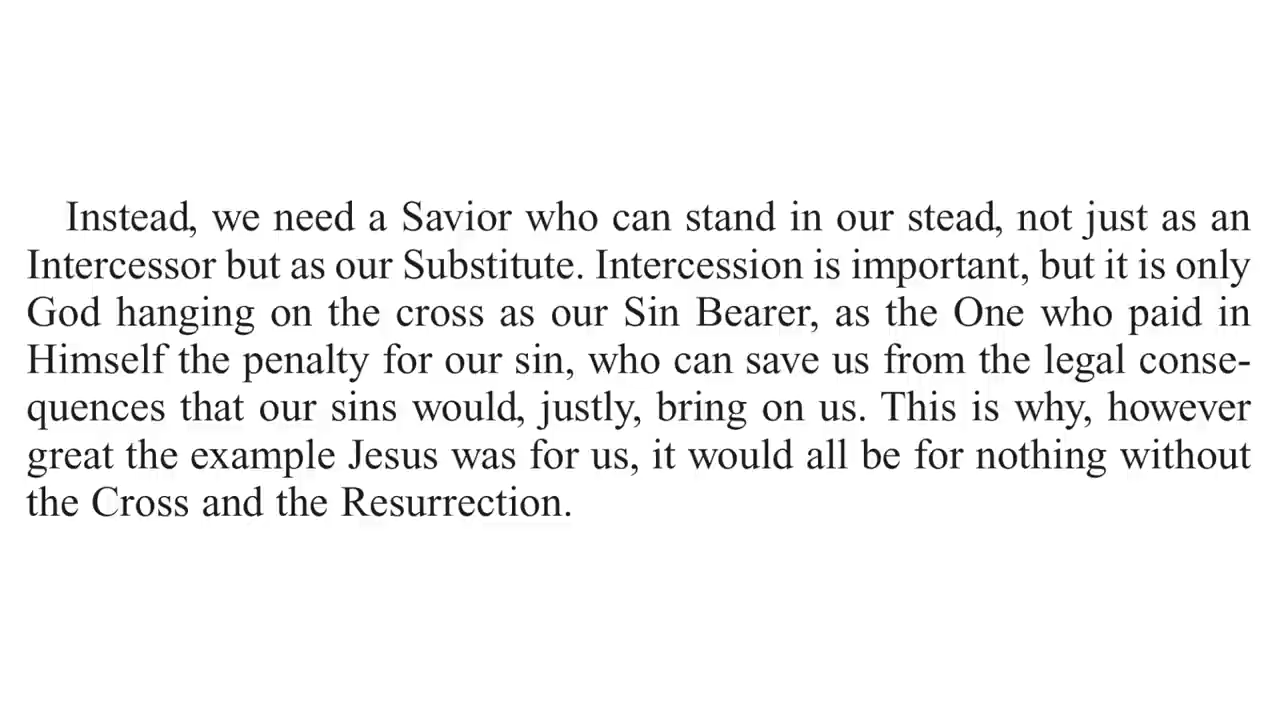 Instead, we need a Savior who can stand in our stead, not just as an
Intercessor but as our Substitute. Intercession is important, but it is only
God hanging on the cross as our Sin Bearer, as the One who paid in
Himself the penalty for our sin, who can save us from the legal conse-
quences that our sins would, justly, bring on us. This is why, however
great the example Jesus was for us, it would all be for nothing without
the Cross and the Resurrection.